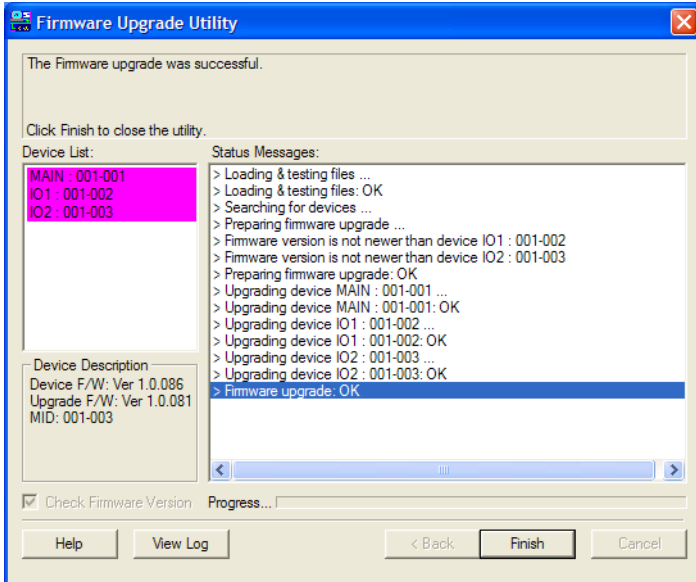 Firmware Upgrade Utility
The Firmware upgrade was successful.
Click Finish to close the utility.
Device List:
MAIN : 001-001
IO1 : 001-002
IO2 : 001-003
Status Messages:
> Loading & testing files ...
> Loading & testing files: OK
> Searching for devices ...
> Preparing firmware upgrade ...
> Firmware version is not newer than device IO1 : 001-002
> Firmware version is not newer than device IO2 : 001-003
> Preparing firmware upgrade: OK
> Upgrading device MAIN : 001-001 ...
> Upgrading device MAIN : 001-001: OK
> Upgrading device IO1 : 001-002 ...
> Upgrading device IO1 : 001-002: OK
> Upgrading device IO2 : 001-003 ...
> Upgrading device IO2 : 001-003: OK
> Firmware upgrade: OK
Device Description
Device F/W: Ver 1.0.086
Upgrade F/W: Ver 1.0.081
MID: 001-003
Check Firmware Version
Progress...
Help
View Log
< Back
Finish
Cancel